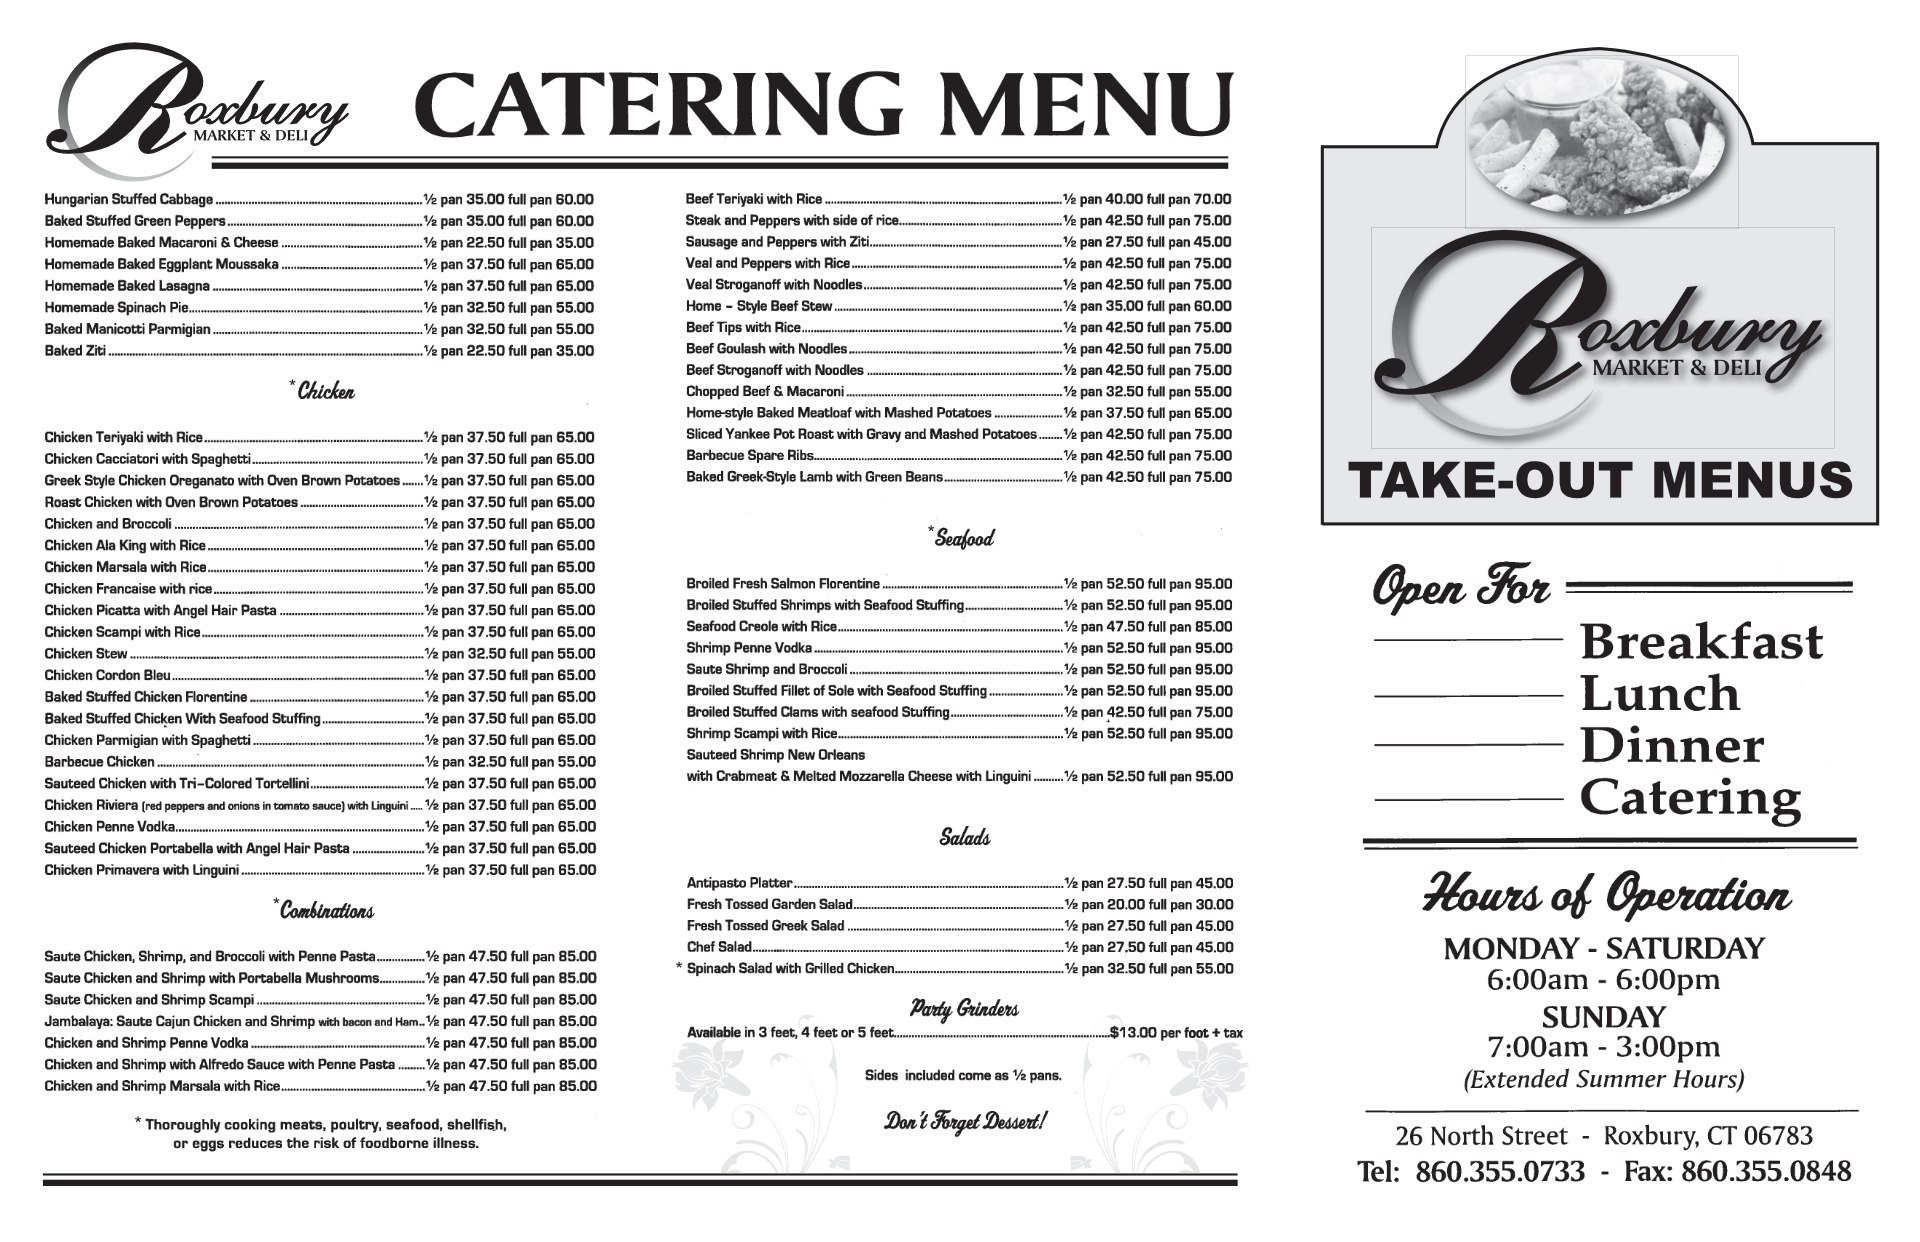 Roxbury
MARKET & DELI
CATERING MENU
Hungarian Stuffed Cabbage ½ pan 35.00 full pan 60.00
Baked Stuffed Green Peppers ½ pan 35.00 full pan 60.00
Homemade Baked Macaroni & Cheese ½ pan 22.50 full pan 35.00
Homemade Baked Eggplant Moussaka ½ pan 37.50 full pan 65.00
Homemade Baked Lasagna ½ pan 37.50 full pan 65.00
Homemade Spinach Pie ½ pan 32.50 full pan 55.00
Baked Manicotti Parmigian ½ pan 32.50 full pan 55.00
Baked Ziti ½ pan 22.50 full pan 35.00
*Chicken
Chicken Teriyaki with Rice ½ pan 37.50 full pan 65.00
Chicken Cacciatori with Spaghetti ½ pan 37.50 full pan 65.00
Greek Style Chicken Oreganato with Oven Brown Potatoes ½ pan 37.50 full pan 65.00
Roast Chicken with Oven Brown Potatoes ½ pan 37.50 full pan 65.00
Chicken and Broccoli ½ pan 37.50 full pan 65.00
Chicken Ala King with Rice ½ pan 37.50 full pan 65.00
Chicken Marsala with Rice ½ pan 37.50 full pan 65.00
Chicken Francaise with rice ½ pan 37.50 full pan 65.00
Chicken Picatta with Angel Hair Pasta ½ pan 37.50 full pan 65.00
Chicken Scampi with Rice ½ pan 37.50 full pan 65.00
Chicken Stew ½ pan 32.50 full pan 55.00
Chicken Cordon Bleu ½ pan 37.50 full pan 65.00
Baked Stuffed Chicken Florentine ½ pan 37.50 full pan 65.00
Baked Stuffed Chicken With Seafood Stuffing ½ pan 37.50 full pan 65.00
Chicken Parmigian with Spaghetti ½ pan 37.50 full pan 65.00
Barbecue Chicken ½ pan 32.50 full pan 55.00
Sauteed Chicken with Tri-Colored Tortellini ½ pan 37.50 full pan 65.00
Chicken Riviera (red peppers and onions in tomato sauce) with Linguini ½ pan 37.50 full pan 65.00
Chicken Penne Vodka ½ pan 37.50 full pan 65.00
Sauteed Chicken Portabella with Angel Hair Pasta ½ pan 37.50 full pan 65.00
Chicken Primavera with Linguini ½ pan 37.50 full pan 65.00
*Combinations
Saute Chicken, Shrimp, and Broccoli with Penne Pasta ½ pan 47.50 full pan 85.00
Saute Chicken and Shrimp with Portabella Mushrooms ½ pan 47.50 full pan 85.00
Saute Chicken and Shrimp Scampi ½ pan 47.50 full pan 85.00
Jambalaya: Saute Cajun Chicken and Shrimp with bacon and Ham ½ pan 47.50 full pan 85.00
Chicken and Shrimp Penne Vodka ½ pan 47.50 full pan 85.00
Chicken and Shrimp with Alfredo Sauce with Penne Pasta ½ pan 47.50 full pan 85.00
Chicken and Shrimp Marsala with Rice ½ pan 47.50 full pan 85.00
* Thoroughly cooking meats, poultry, seafood, shellfish,
or eggs reduces the risk of foodborne illness.
Beef Teriyaki with Rice ½ pan 40.00 full pan 70.00
Steak and Peppers with side of rice ½ pan 42.50 full pan 75.00
Sausage and Peppers with Ziti ½ pan 27.50 full pan 45.00
Veal and Peppers with Rice ½ pan 42.50 full pan 75.00
Veal Stroganoff with Noodles ½ pan 42.50 full pan 75.00
Home - Style Beef Stew ½ pan 35.00 full pan 60.00
Beef Tips with Rice ½ pan 42.50 full pan 75.00
Beef Goulash with Noodles ½ pan 42.50 full pan 75.00
Beef Stroganoff with Noodles ½ pan 42.50 full pan 75.00
Chopped Beef & Macaroni ½ pan 32.50 full pan 55.00
Home-style Baked Meatloaf with Mashed Potatoes ½ pan 37.50 full pan 65.00
Sliced Yankee Pot Roast with Gravy and Mashed Potatoes ½ pan 42.50 full pan 75.00
Barbecue Spare Ribs ½ pan 42.50 full pan 75.00
Baked Greek-Style Lamb with Green Beans ½ pan 42.50 full pan 75.00
*Seafood
Broiled Fresh Salmon Florentine ½ pan 52.50 full pan 95.00
Broiled Stuffed Shrimps with Seafood Stuffing ½ pan 52.50 full pan 95.00
Seafood Creole with Rice ½ pan 47.50 full pan 85.00
Shrimp Penne Vodka ½ pan 52.50 full pan 95.00
Saute Shrimp and Broccoli ½ pan 52.50 full pan 95.00
Broiled Stuffed Fillet of Sole with Seafood Stuffing ½ pan 52.50 full pan 95.00
Broiled Stuffed Clams with seafood Stuffing ½ pan 42.50 full pan 75.00
Shrimp Scampi with Rice ½ pan 52.50 full pan 95.00
Sauteed Shrimp New Orleans
with Crabmeat & Melted Mozzarella Cheese with Linguini ½ pan 52.50 full pan 95.00
Salads
Antipasto Platter ½ pan 27.50 full pan 45.00
Fresh Tossed Garden Salad ½ pan 20.00 full pan 30.00
Fresh Tossed Greek Salad ½ pan 27.50 full pan 45.00
Chef Salad ½ pan 27.50 full pan 45.00
* Spinach Salad with Grilled Chicken ½ pan 32.50 full pan 55.00
Party Grinders
Available in 3 feet, 4 feet or 5 feet $13.00 per foot + tax
Sides included come as ½ pans.
Don't Forget Dessert!
Roxbury
MARKET & DELI
TAKE-OUT MENUS
Open For
Breakfast
Lunch
Dinner
Catering
Hours of Operation
MONDAY - SATURDAY
6:00am - 6:00pm
SUNDAY
7:00am - 3:00pm
(Extended Summer Hours)
26 North Street - Roxbury, CT 06783
Tel: 860.355.0733 - Fax: 860.355.0848